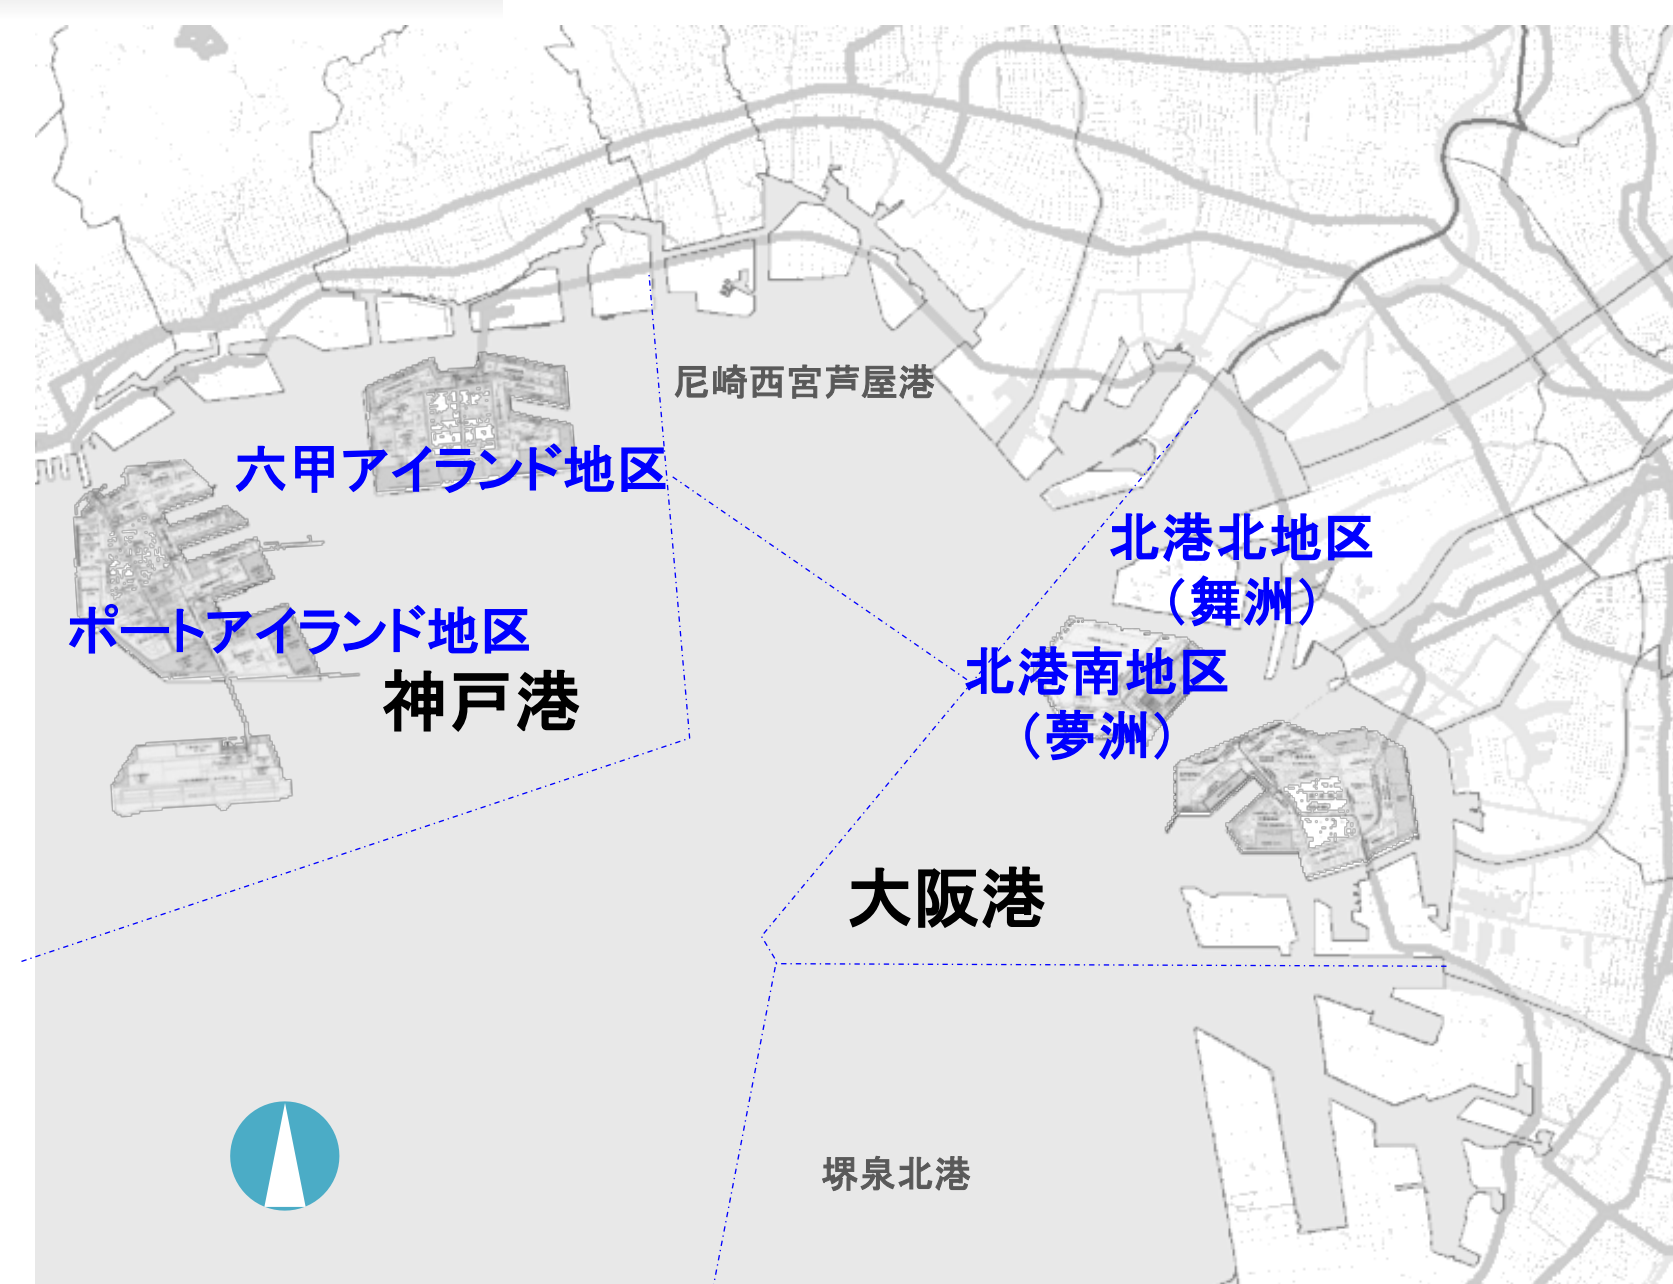 尼崎西宮芦屋港
六甲アイランド地区
北港北地区
（舞洲）
ポートアイランド地区
北港南地区
（夢洲）
神戸港
大阪港
堺泉北港